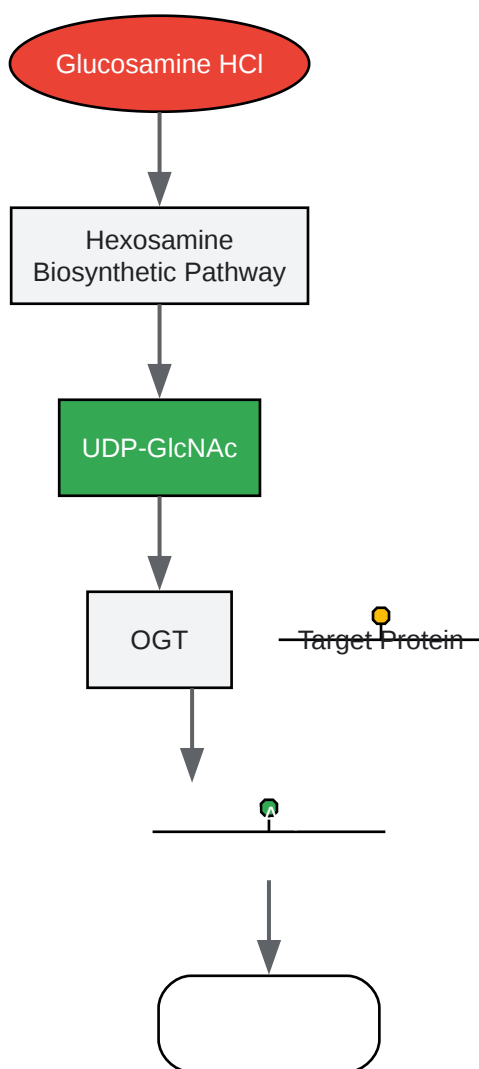 Glucosamine HCl
Hexosamine
Biosynthetic Pathway
UDP-GlcNAc
OGT
Target Protein